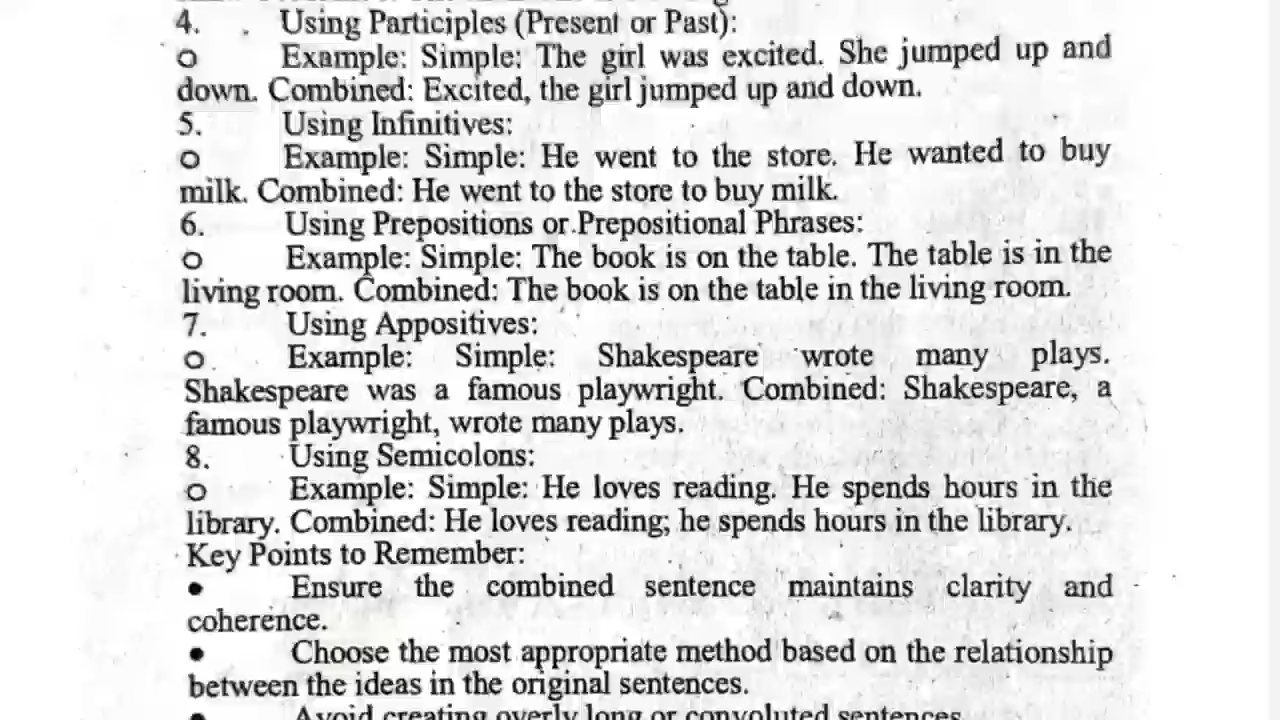 4. Using Participles (Present or Past):
o Example: Simple: The girl was excited. She jumped up and
down. Combined: Excited, the girl jumped up and down.
5. Using Infinitives:
o Example: Simple: He went to the store. He wanted to buy
milk. Combined: He went to the store to buy milk.
6. Using Prepositions or Prepositional Phrases:
o Example: Simple: The book is on the table. The table is in the
living room. Combined: The book is on the table in the living room.
7. Using Appositives:
o Example: Simple: Shakespeare wrote many plays.
Shakespeare was a famous playwright. Combined: Shakespeare, a
famous playwright, wrote many plays.
8. Using Semicolons:
o Example: Simple: He loves reading. He spends hours in the
library. Combined: He loves reading; he spends hours in the library.
Key Points to Remember:
• Ensure the combined sentence maintains clarity and
coherence.
• Choose the most appropriate method based on the relationship
between the ideas in the original sentences.
• Avoid creating overly long or convoluted sentences.